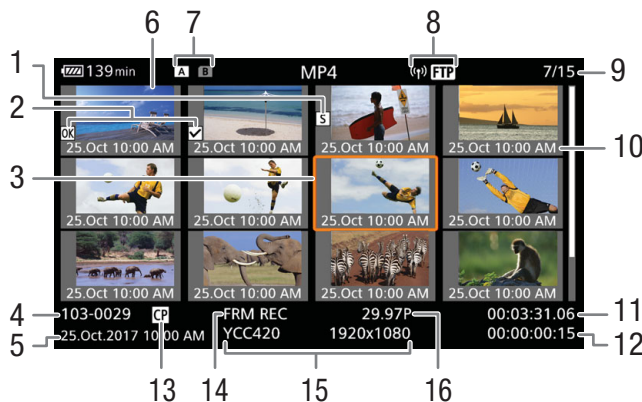 6 7 8
139min A B MP4 FTP 7/15 9
1
2
OK S
25.Oct 10:00 AM 25.Oct 10:00 AM 25.Oct 10:00 AM 25.Oct 10:00 AM 10
3
25.Oct 10:00 AM 25.Oct 10:00 AM 25.Oct 10:00 AM 25.Oct 10:00 AM
25.Oct 10:00 AM 25.Oct 10:00 AM 25.Oct 10:00 AM 25.Oct 10:00 AM
4 103-0029 CP FRM REC 29.97P 00:03:31.06 11
5 25.Oct.2017 10:00 AM YCC420 1920x1080 00:00:00:15 12
13 14 15 16